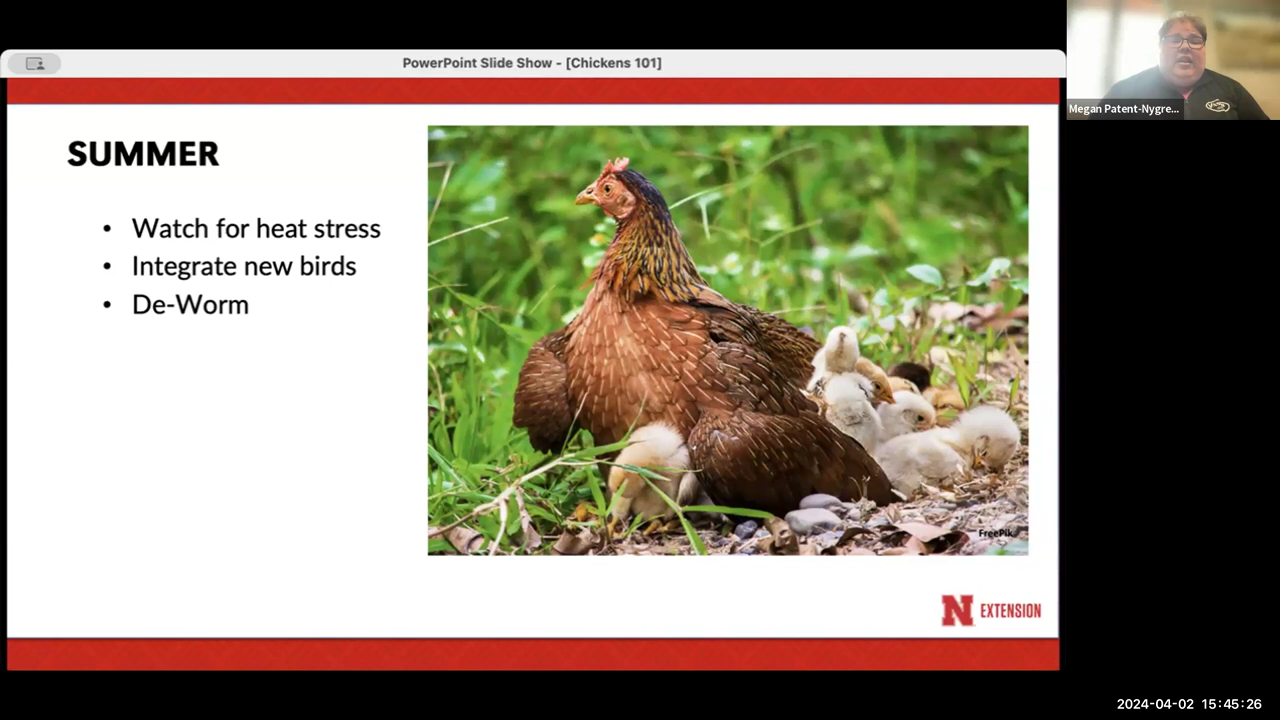 PowerPoint Slide Show - [Chickens 101]
Megan Patent-Nygre...
SUMMER
• Watch for heat stress
• Integrate new birds
• De-Worm
FreePik
N EXTENSION
2024-04-02 15:45:26